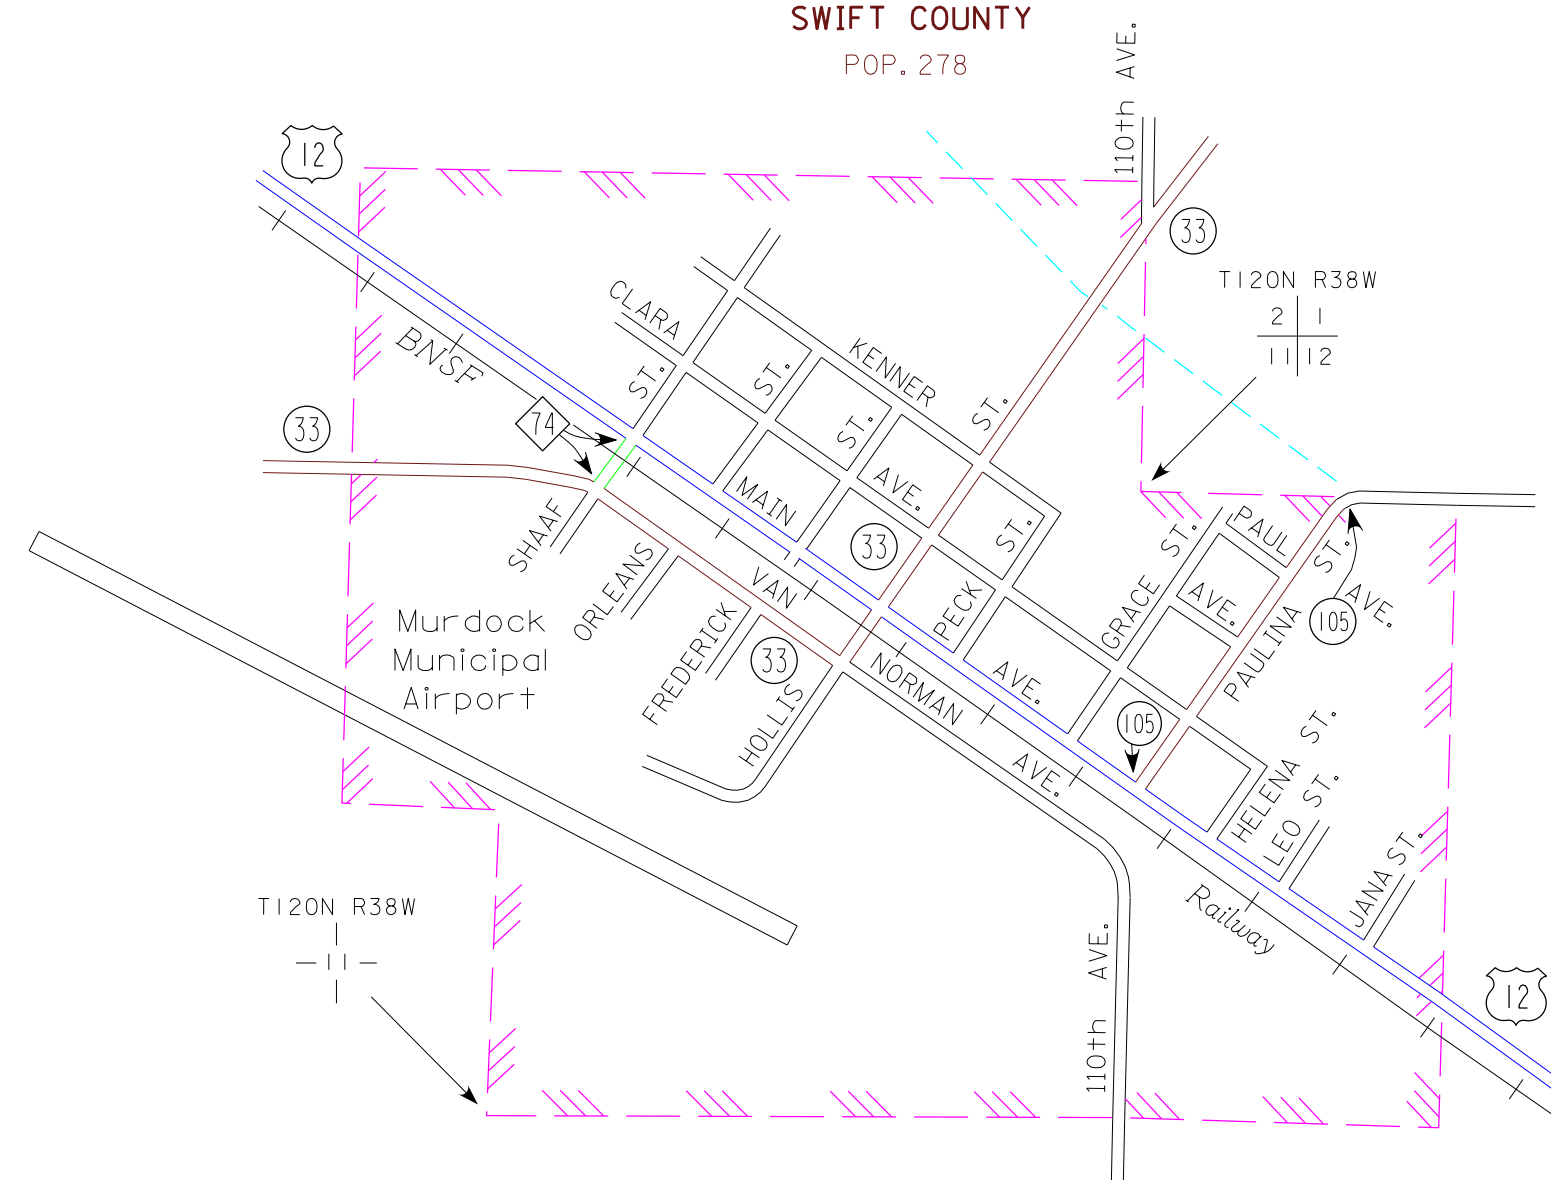 SWIFT COUNTY
POP. 278
110th AVE.
12
33
T120N R38W
2 1
11 12
BNSF
CLARA ST.
KENNER AVE.
33
74
ST.
ST.
ST.
ST.
MAIN AVE.
33
SHAAF
ORLEANS
FREDERICK
HOLLIS
PECK
GRACE ST.
PAUL AVE.
PAULINA ST.
AVE.
105
VAN NORMAN AVE.
33
105
Murdock
Municipal
Airport
HELENA ST.
LEO ST.
JANA ST.
Railway
T120N R38W
11
110th AVE.
12